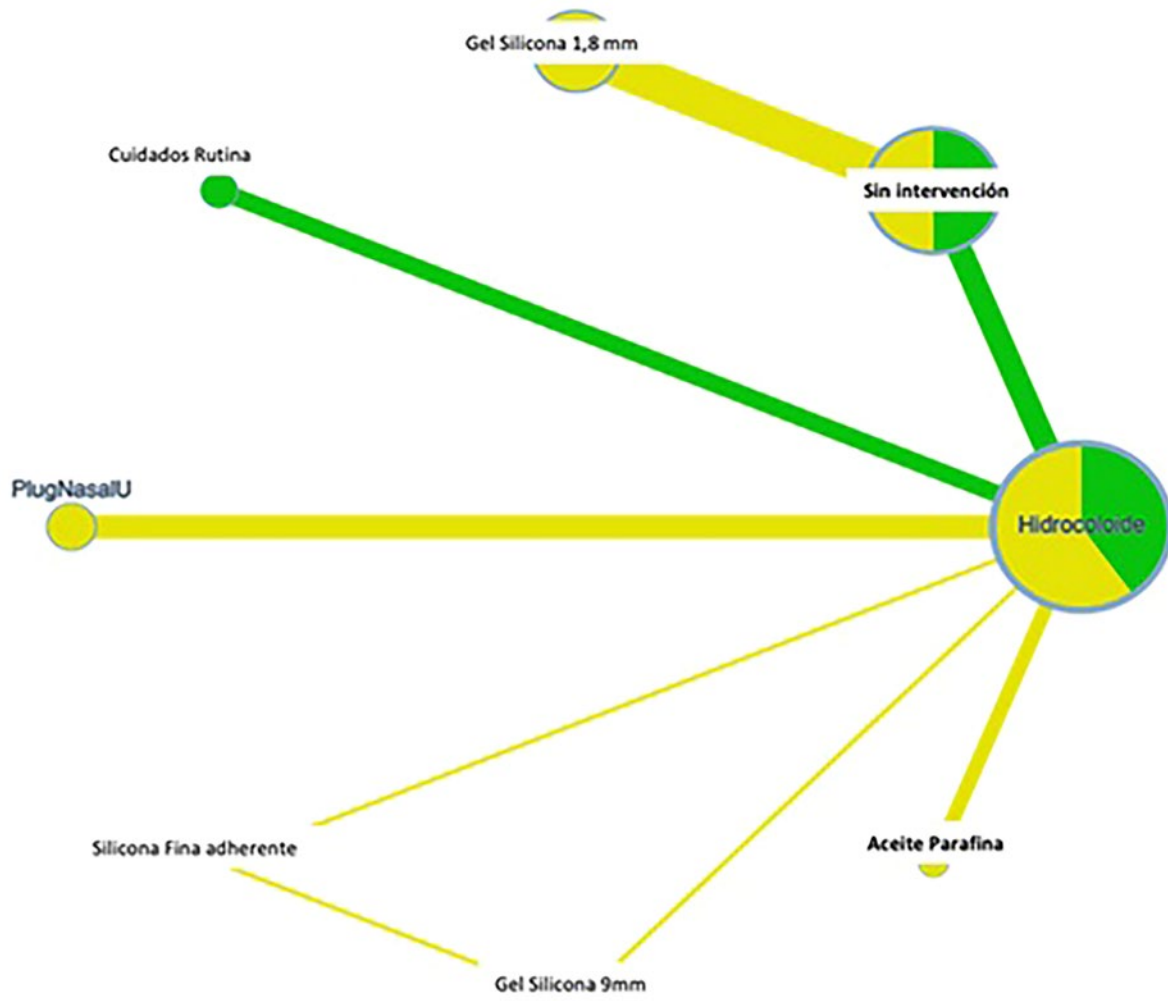 Gel Silicona 1,8 mm
Cuidados Rutina
Sin intervención
PlugNasalU
Hidrocoloide
Silicona Fina adherente
Aceite Parafina
Gel Silicona 9mm